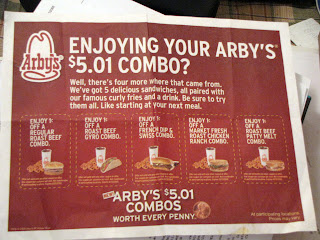 Arby's
ENJOYING YOUR ARBY'S®
$5.01 COMBO?
Well, there's four more where that came from.
We've got 5 delicious sandwiches, all paired with
our famous curly fries and a drink. Be sure to try
them all. Like starting at your next meal.
ENJOY 1¢
OFF A
REGULAR
ROAST BEEF
COMBO.
ENJOY 1¢
OFF A
ROAST BEEF
GYRO COMBO.
ENJOY 1¢
OFF A
FRENCH DIP &
SWISS COMBO.
ENJOY 1¢
OFF A
MARKET FRESH
ROAST CHICKEN
RANCH COMBO.
ENJOY 1¢
OFF A
ROAST BEEF
PATTY MELT
COMBO.
NEW ARBY'S $5.01
COMBOS
WORTH EVERY PENNY.
At participating locations.